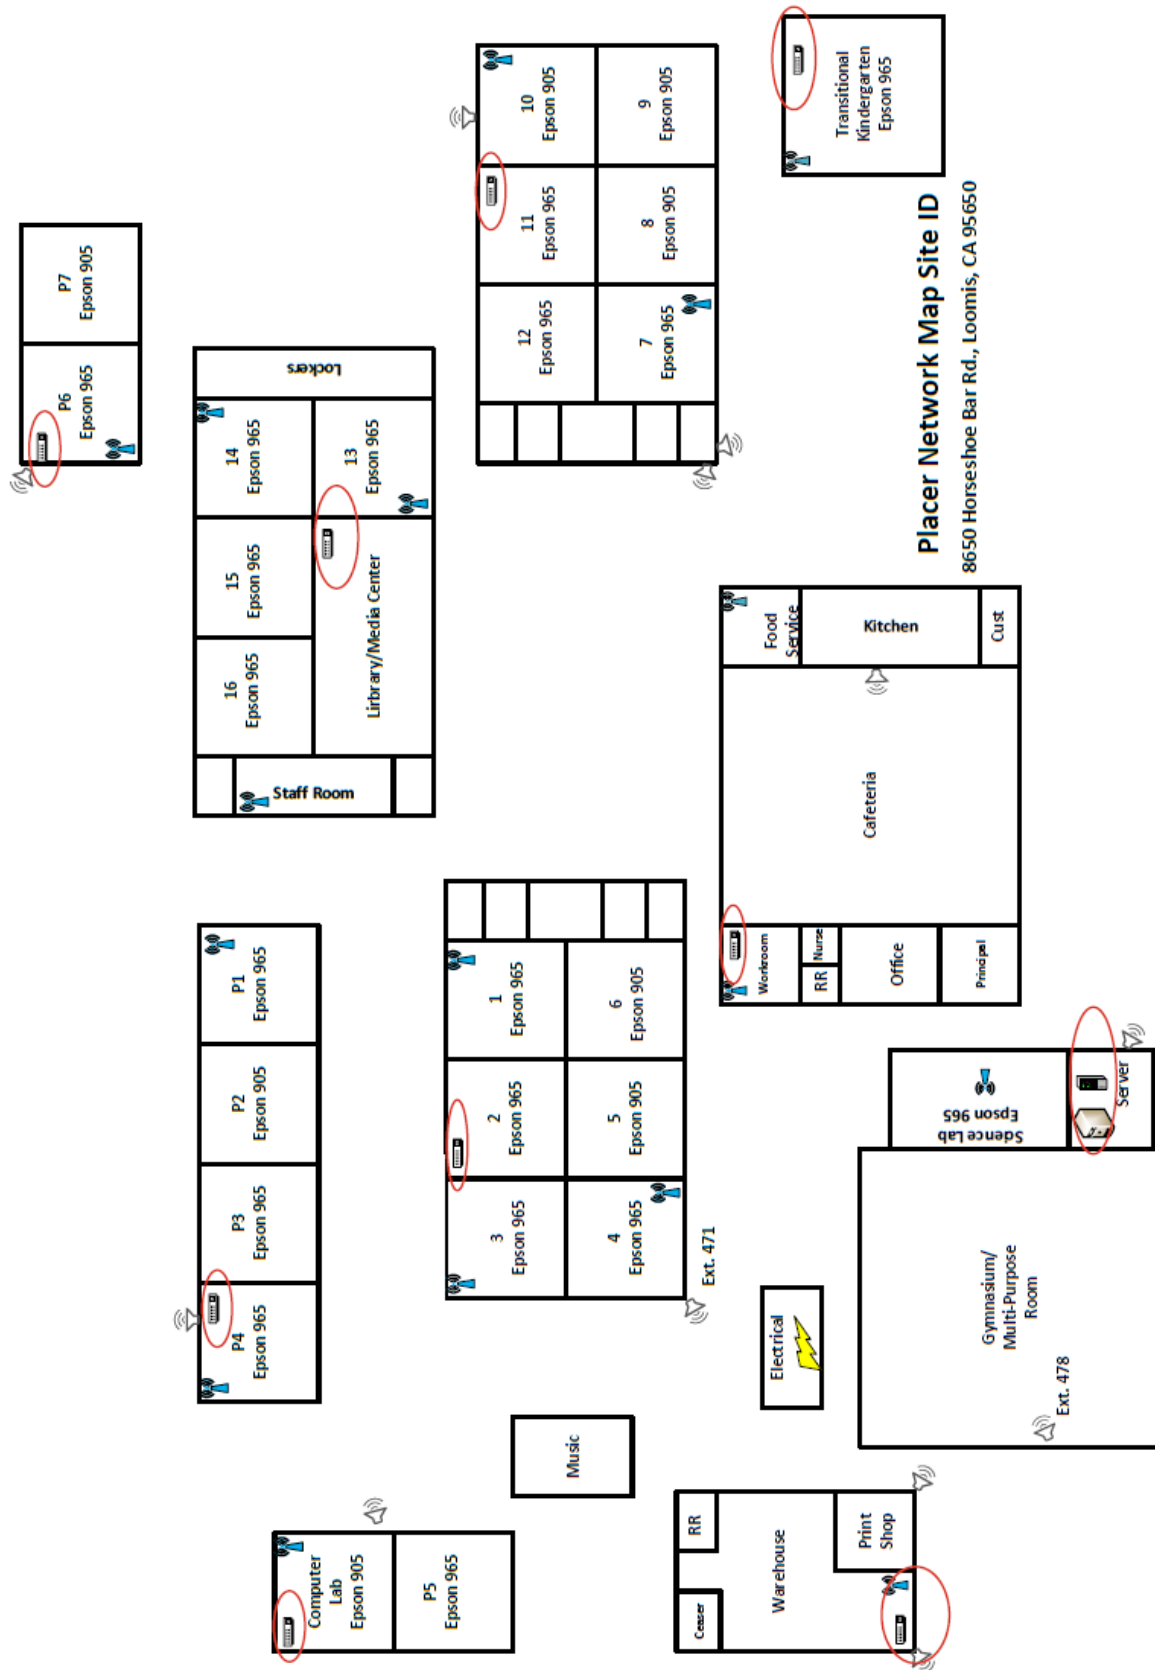 Placer Network Map Site ID
8650 Horseshoe Bar Rd., Loomis, CA 95650
Computer
Lab
Epson 905
P5
Epson 965
P4
Epson 965
P3
Epson 965
P2
Epson 905
P1
Epson 965
P6
Epson 965
P7
Epson 905
16
Epson 965
15
Epson 965
14
Epson 965
13
Epson 965
Lirbrary/Media Center
Staff Room
Lockers
Music
3
Epson 965
2
Epson 965
1
Epson 965
4
Epson 965
5
Epson 905
6
Epson 905
Ext. 471
12
Epson 965
11
Epson 965
10
Epson 905
7
Epson 965
8
Epson 905
9
Epson 905
Transitional
Kindergarten
Epson 965
RR
Ceaser
Warehouse
Print
Shop
Electrical
Gymnasium/
Multi-Purpose
Room
Ext. 478
Science Lab
Epson 965
Server
Workroom
RR
Nurse
Office
Principal
Cafeteria
Food
Service
Kitchen
Cust